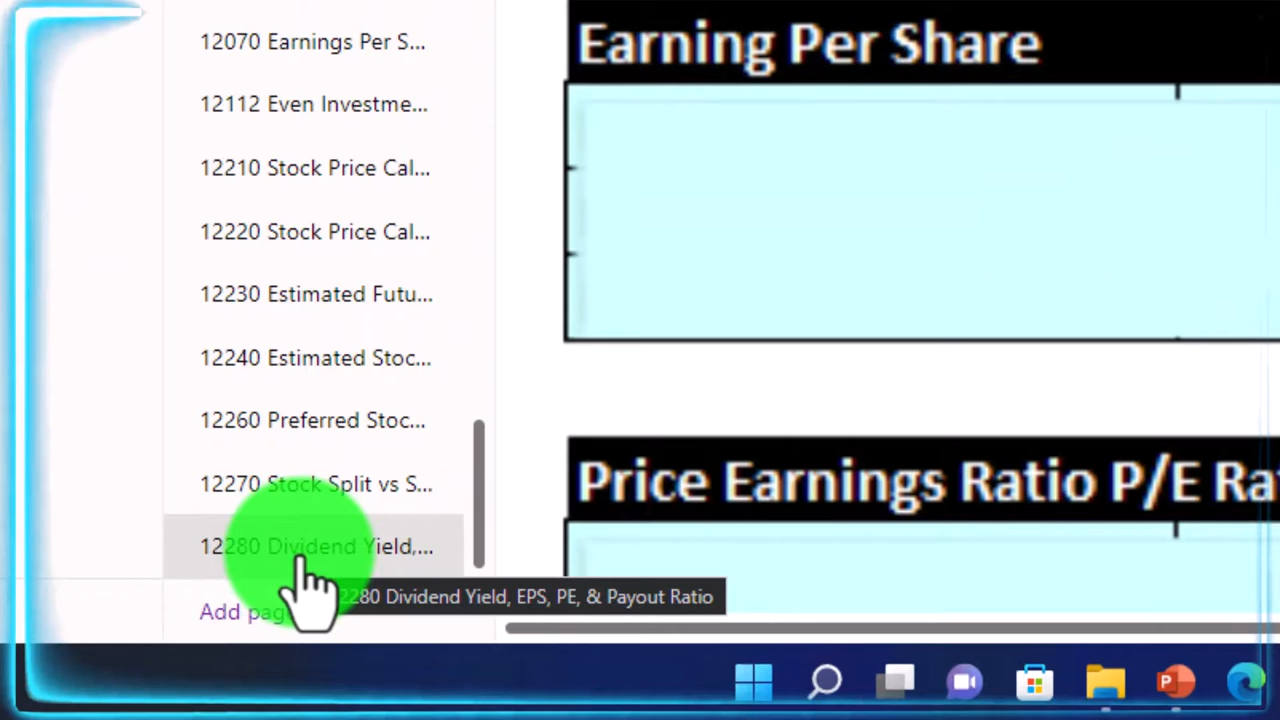 12070 Earnings Per S...
12112 Even Investme...
12210 Stock Price Cal...
12220 Stock Price Cal...
12230 Estimated Futu...
12240 Estimated Stoc...
12260 Preferred Stoc...
12270 Stock Split vs S...
12280 Dividend Yield,...
2280 Dividend Yield, EPS, PE, & Payout Ratio
Add pag
Earning Per Share
Price Earnings Ratio P/E Ra